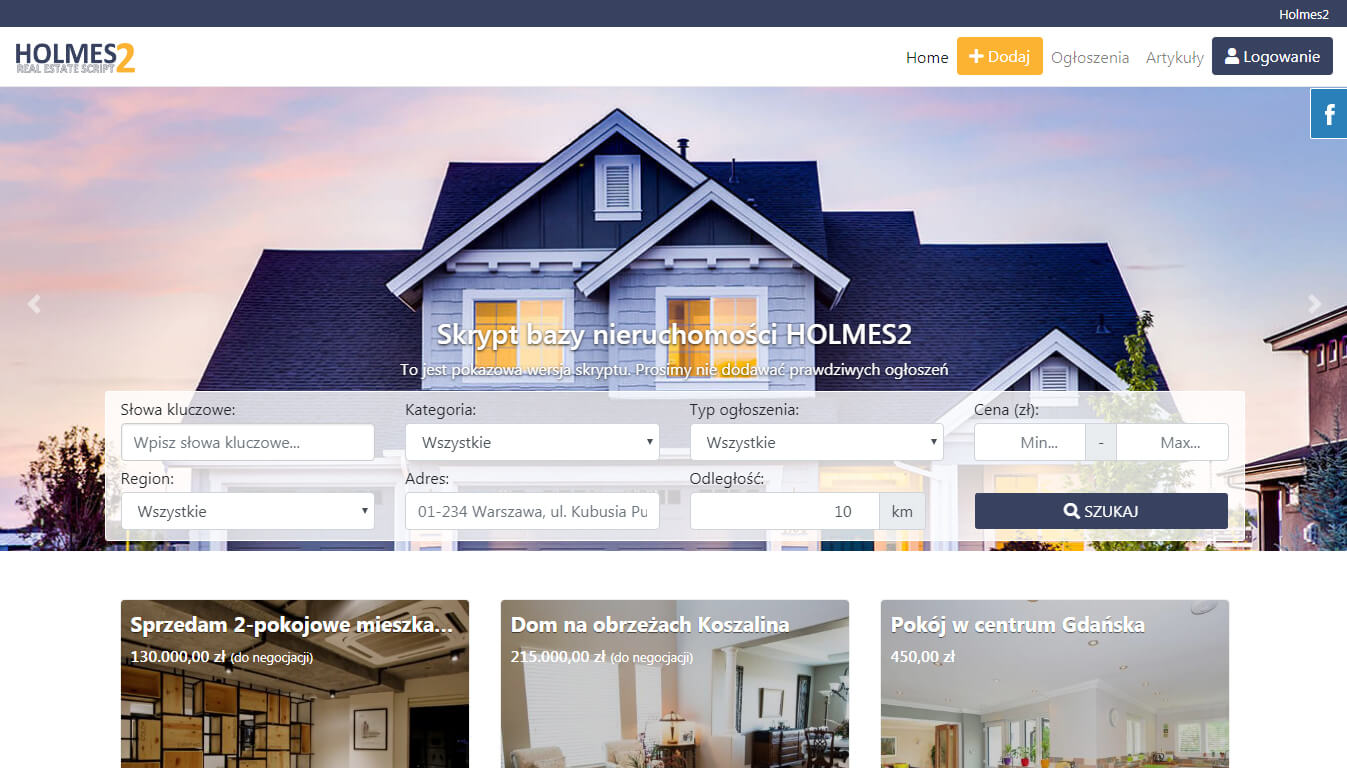 Holmes2
HOLMES2
REAL ESTATE SCRIPT
Home
Dodaj
Ogłoszenia
Artykuły
Logowanie
f
Skrypt bazy nieruchomości HOLMES2
To jest pokazowa wersja skryptu. Prosimy nie dodawać prawdziwych ogłoszeń
Słowa kluczowe:
Kategoria:
Typ ogłoszenia:
Cena (zł):
Wpisz słowa kluczowe...
Wszystkie
Wszystkie
Min...
-
Max...
Region:
Adres:
Odległość:
Wszystkie
01-234 Warszawa, ul. Kubusia Pu
10
km
SZUKAJ
Sprzedam 2-pokojowe mieszka...
130.000,00 zł (do negocjacji)
Dom na obrzeżach Koszalina
215.000,00 zł (do negocjacji)
Pokój w centrum Gdańska
450,00 zł